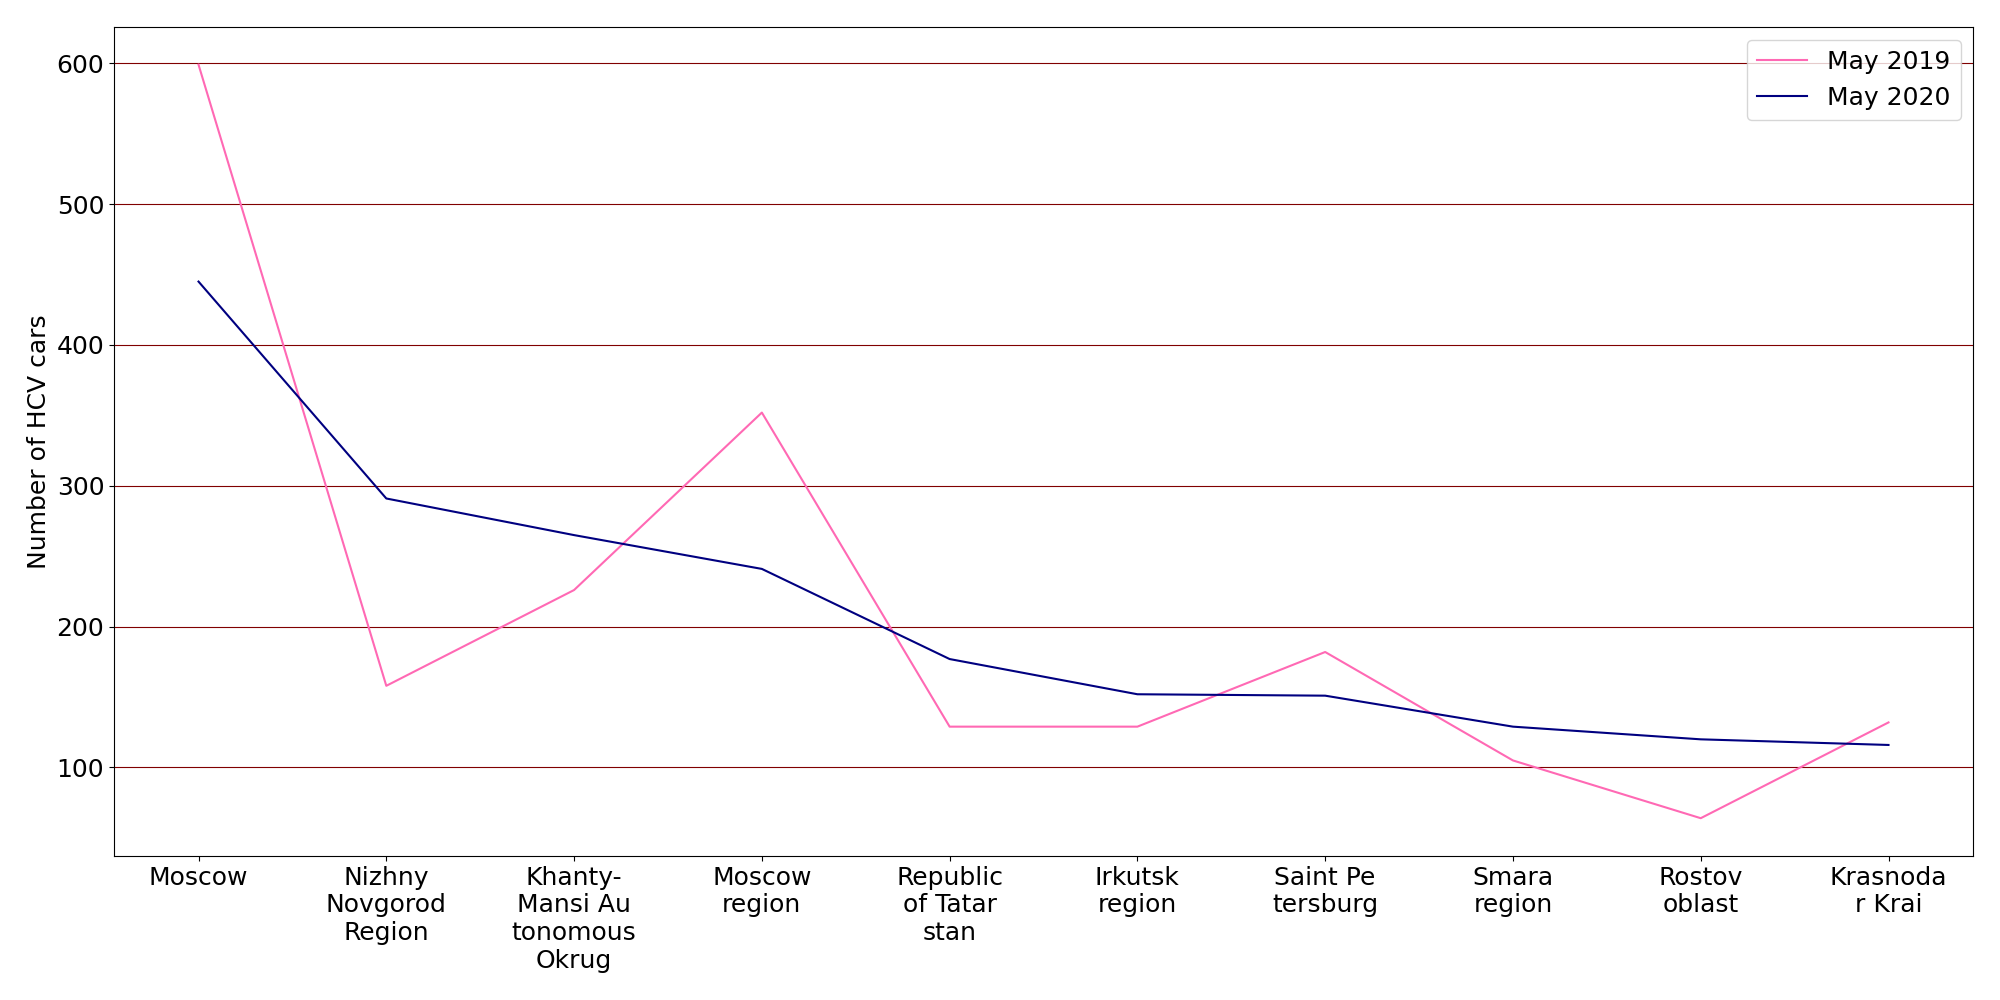 600
500
400
300
200
100
Number of HCV cars
May 2019
May 2020
Moscow
Nizhny
Novgorod
Region
Khanty-
Mansi Au
tonomous
Okrug
Moscow
region
Republic
of Tatar
stan
Irkutsk
region
Saint Pe
tersburg
Smara
region
Rostov
oblast
Krasnoda
r Krai